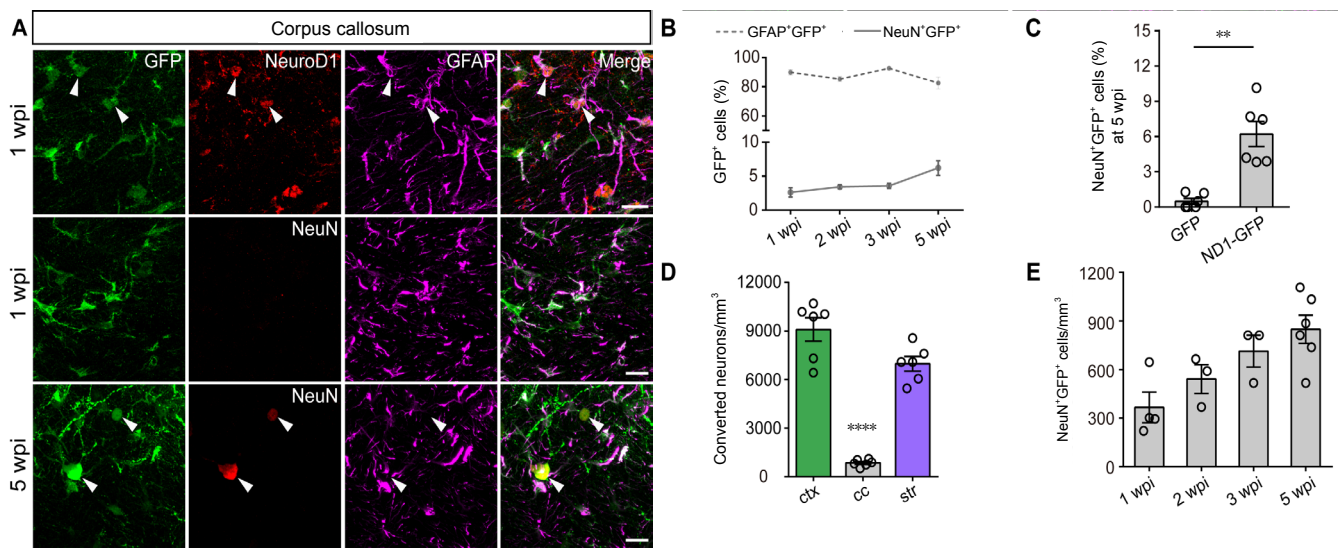 A
Corpus callosum
GFP NeuroD1 GFAP Merge
1 wpi
NeuN
1 wpi
NeuN
5 wpi
B
GFAP⁺GFP⁺ NeuN⁺GFP⁺
GFP⁺ cells (%)
100
80
60
10
5
0
1 wpi 2 wpi 3 wpi 5 wpi
C
NeuN⁺GFP⁺ cells (%)
at 5 wpi
15
12
9
6
3
0
**
GFP ND1-GFP
D
Converted neurons/mm³
12000
9000
6000
3000
0
****
ctx cc str
E
NeuN⁺GFP⁺ cells/mm³
1200
900
600
300
0
1 wpi 2 wpi 3 wpi 5 wpi